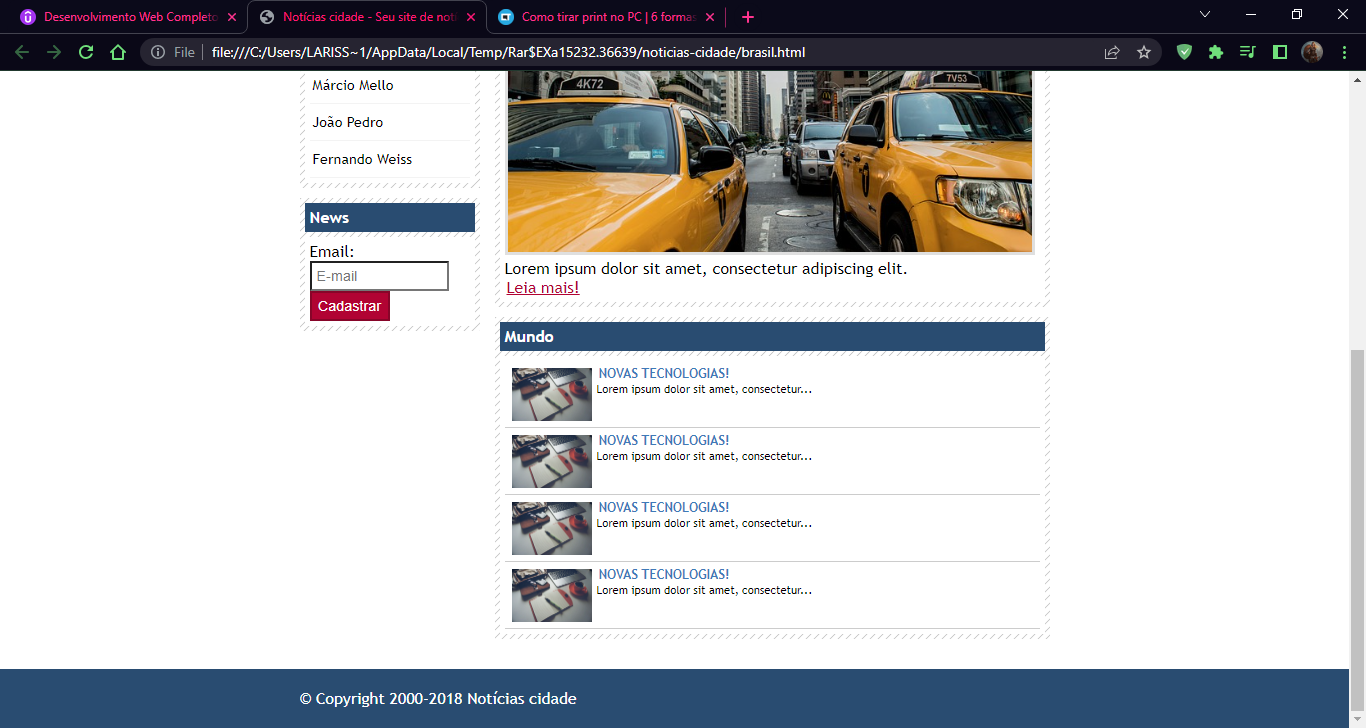 Desenvolvimento Web Completo
Notícias cidade - Seu site de notí
Como tirar print no PC | 6 formas
File
file:///C:/Users/LARISS~1/AppData/Local/Temp/Rar$EXa15232.36639/noticias-cidade/brasil.html
Márcio Mello
João Pedro
Fernando Weiss
News
Email:
E-mail
Cadastrar
4K72
7V53
Lorem ipsum dolor sit amet, consectetur adipiscing elit.
Leia mais!
Mundo
NOVAS TECNOLOGIAS!
Lorem ipsum dolor sit amet, consectetur...
NOVAS TECNOLOGIAS!
Lorem ipsum dolor sit amet, consectetur...
NOVAS TECNOLOGIAS!
Lorem ipsum dolor sit amet, consectetur...
NOVAS TECNOLOGIAS!
Lorem ipsum dolor sit amet, consectetur...
© Copyright 2000-2018 Notícias cidade